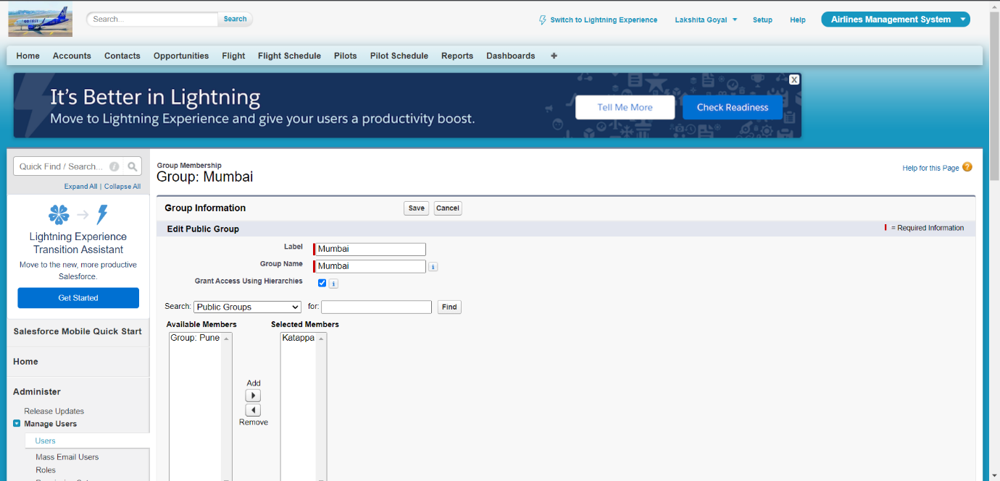 GO FIRST
Search...
Search
Switch to Lightning Experience
Lakshita Goyal
Setup
Help
Airlines Management System
Home
Accounts
Contacts
Opportunities
Flight
Flight Schedule
Pilots
Pilot Schedule
Reports
Dashboards
+
It's Better in Lightning
Move to Lightning Experience and give your users a productivity boost.
Tell Me More
Check Readiness
X
Quick Find / Search...
i
Expand All | Collapse All
Lightning Experience
Transition Assistant
Move to the new, more productive
Salesforce.
Get Started
Salesforce Mobile Quick Start
Home
Administer
Release Updates
Manage Users
Users
Mass Email Users
Roles
Group Membership
Group: Mumbai
Help for this Page ?
Group Information
Save
Cancel
Edit Public Group
= Required Information
Label
Mumbai
Group Name
Mumbai
i
Grant Access Using Hierarchies
i
Search: Public Groups for: Find
Available Members
Selected Members
Group: Pune
Katappa
Add
Remove